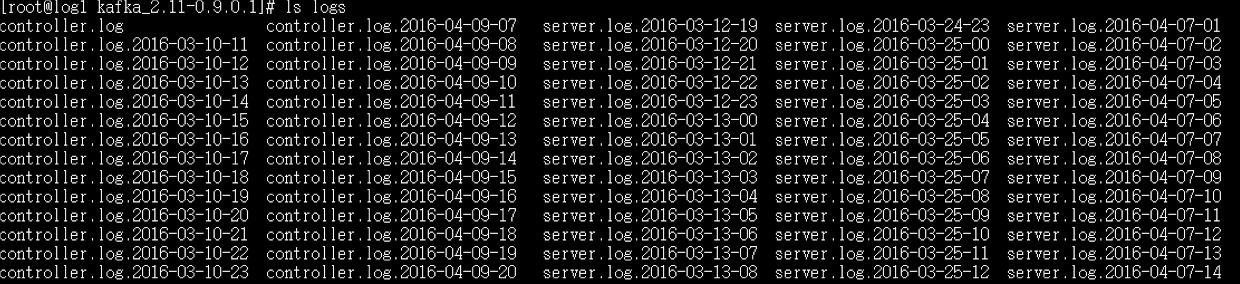 [root@log1 kafka_2.11-0.9.0.1]# ls logs
controller.log controller.log.2016-04-09-07 server.log.2016-03-12-19 server.log.2016-03-24-23 server.log.2016-04-07-01
controller.log.2016-03-10-11 controller.log.2016-04-09-08 server.log.2016-03-12-20 server.log.2016-03-25-00 server.log.2016-04-07-02
controller.log.2016-03-10-12 controller.log.2016-04-09-09 server.log.2016-03-12-21 server.log.2016-03-25-01 server.log.2016-04-07-03
controller.log.2016-03-10-13 controller.log.2016-04-09-10 server.log.2016-03-12-22 server.log.2016-03-25-02 server.log.2016-04-07-04
controller.log.2016-03-10-14 controller.log.2016-04-09-11 server.log.2016-03-12-23 server.log.2016-03-25-03 server.log.2016-04-07-05
controller.log.2016-03-10-15 controller.log.2016-04-09-12 server.log.2016-03-13-00 server.log.2016-03-25-04 server.log.2016-04-07-06
controller.log.2016-03-10-16 controller.log.2016-04-09-13 server.log.2016-03-13-01 server.log.2016-03-25-05 server.log.2016-04-07-07
controller.log.2016-03-10-17 controller.log.2016-04-09-14 server.log.2016-03-13-02 server.log.2016-03-25-06 server.log.2016-04-07-08
controller.log.2016-03-10-18 controller.log.2016-04-09-15 server.log.2016-03-13-03 server.log.2016-03-25-07 server.log.2016-04-07-09
controller.log.2016-03-10-19 controller.log.2016-04-09-16 server.log.2016-03-13-04 server.log.2016-03-25-08 server.log.2016-04-07-10
controller.log.2016-03-10-20 controller.log.2016-04-09-17 server.log.2016-03-13-05 server.log.2016-03-25-09 server.log.2016-04-07-11
controller.log.2016-03-10-21 controller.log.2016-04-09-18 server.log.2016-03-13-06 server.log.2016-03-25-10 server.log.2016-04-07-12
controller.log.2016-03-10-22 controller.log.2016-04-09-19 server.log.2016-03-13-07 server.log.2016-03-25-11 server.log.2016-04-07-13
controller.log.2016-03-10-23 controller.log.2016-04-09-20 server.log.2016-03-13-08 server.log.2016-03-25-12 server.log.2016-04-07-14